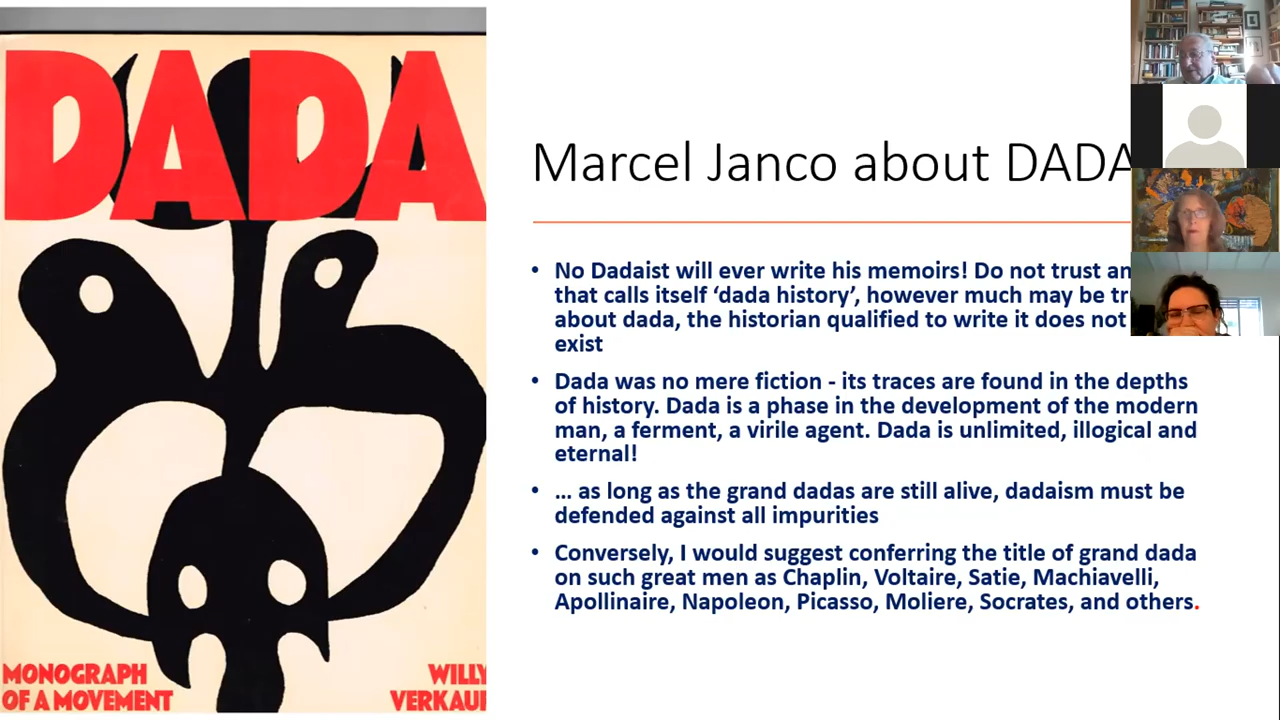 DADA
MONOGRAPH
OF A MOVEMENT
WILLY
VERKAUF
Marcel Janco about DADA
• No Dadaist will ever write his memoirs! Do not trust
that calls itself ‘dada history’, however much may be
about dada, the historian qualified to write it does not
exist
• Dada was no mere fiction - its traces are found in the depths
of history. Dada is a phase in the development of the modern
man, a ferment, a virile agent. Dada is unlimited, illogical and
eternal!
• … as long as the grand dadas are still alive, dadaism must be
defended against all impurities
• Conversely, I would suggest conferring the title of grand dada
on such great men as Chaplin, Voltaire, Satie, Machiavelli,
Apollinaire, Napoleon, Picasso, Moliere, Socrates, and others.